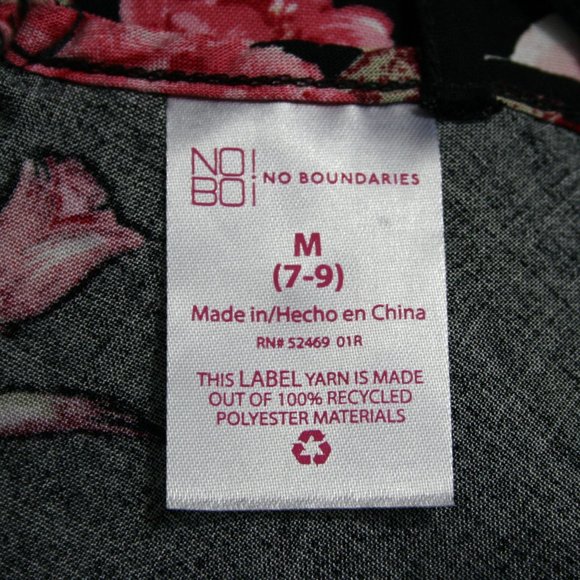 NO!
BO¡ NO BOUNDARIES
M
(7-9)
Made in/Hecho en China
RN# 52469 01R
THIS LABEL YARN IS MADE
OUT OF 100% RECYCLED
POLYESTER MATERIALS